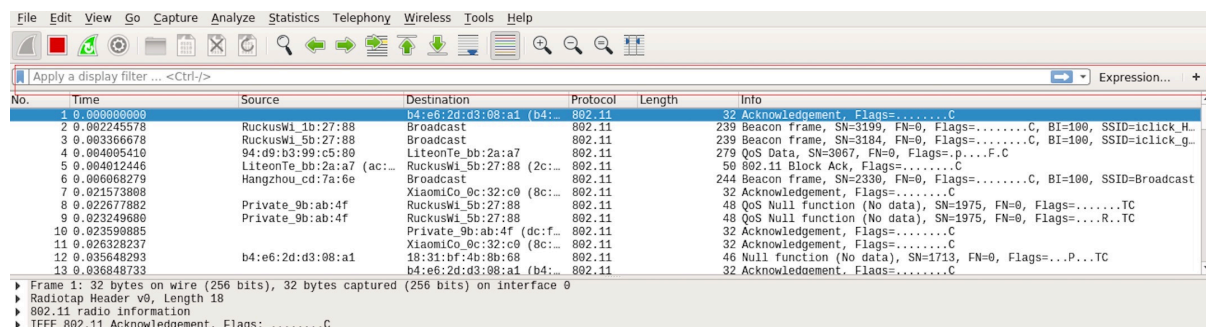 File Edit View Go Capture Analyze Statistics Telephony Wireless Tools Help
Apply a display filter ... <Ctrl-/> Expression... +
No. Time Source Destination Protocol Length Info
1 0.000000000 b4:e6:2d:d3:08:a1 (b4:… 802.11 32 Acknowledgement, Flags=........C
2 0.002245578 RuckusWi_1b:27:88 Broadcast 802.11 239 Beacon frame, SN=3199, FN=0, Flags=........C, BI=100, SSID=iclick_H…
3 0.003366678 RuckusWi_5b:27:88 Broadcast 802.11 239 Beacon frame, SN=3184, FN=0, Flags=........C, BI=100, SSID=iclick_g…
4 0.004005410 94:d9:b3:99:c5:80 LiteonTe_bb:2a:a7 802.11 279 QoS Data, SN=3067, FN=0, Flags=.p....F.C
5 0.004012446 LiteonTe_bb:2a:a7 (ac:… RuckusWi_5b:27:88 (2c:… 802.11 50 802.11 Block Ack, Flags=........C
6 0.006068279 Hangzhou_cd:7a:6e Broadcast 802.11 244 Beacon frame, SN=2330, FN=0, Flags=........C, BI=100, SSID=Broadcast
7 0.021573808 XiaomiCo_0c:32:c0 (8c:… 802.11 32 Acknowledgement, Flags=........C
8 0.022677882 Private_9b:ab:4f RuckusWi_5b:27:88 802.11 48 QoS Null function (No data), SN=1975, FN=0, Flags=.......TC
9 0.023249680 Private_9b:ab:4f RuckusWi_5b:27:88 802.11 48 QoS Null function (No data), SN=1975, FN=0, Flags=....R..TC
10 0.023590885 Private_9b:ab:4f (dc:f… 802.11 32 Acknowledgement, Flags=........C
11 0.026328237 XiaomiCo_0c:32:c0 (8c:… 802.11 32 Acknowledgement, Flags=........C
12 0.035648293 b4:e6:2d:d3:08:a1 18:31:bf:4b:8b:68 802.11 46 Null function (No data), SN=1713, FN=0, Flags=...P...TC
13 0.036848733 b4:e6:2d:d3:08:a1 (b4:… 802.11 32 Acknowledgement, Flags=........C
Frame 1: 32 bytes on wire (256 bits), 32 bytes captured (256 bits) on interface 0
Radiotap Header v0, Length 18
802.11 radio information
IEEE 802.11 Acknowledgement, Flags: ........C